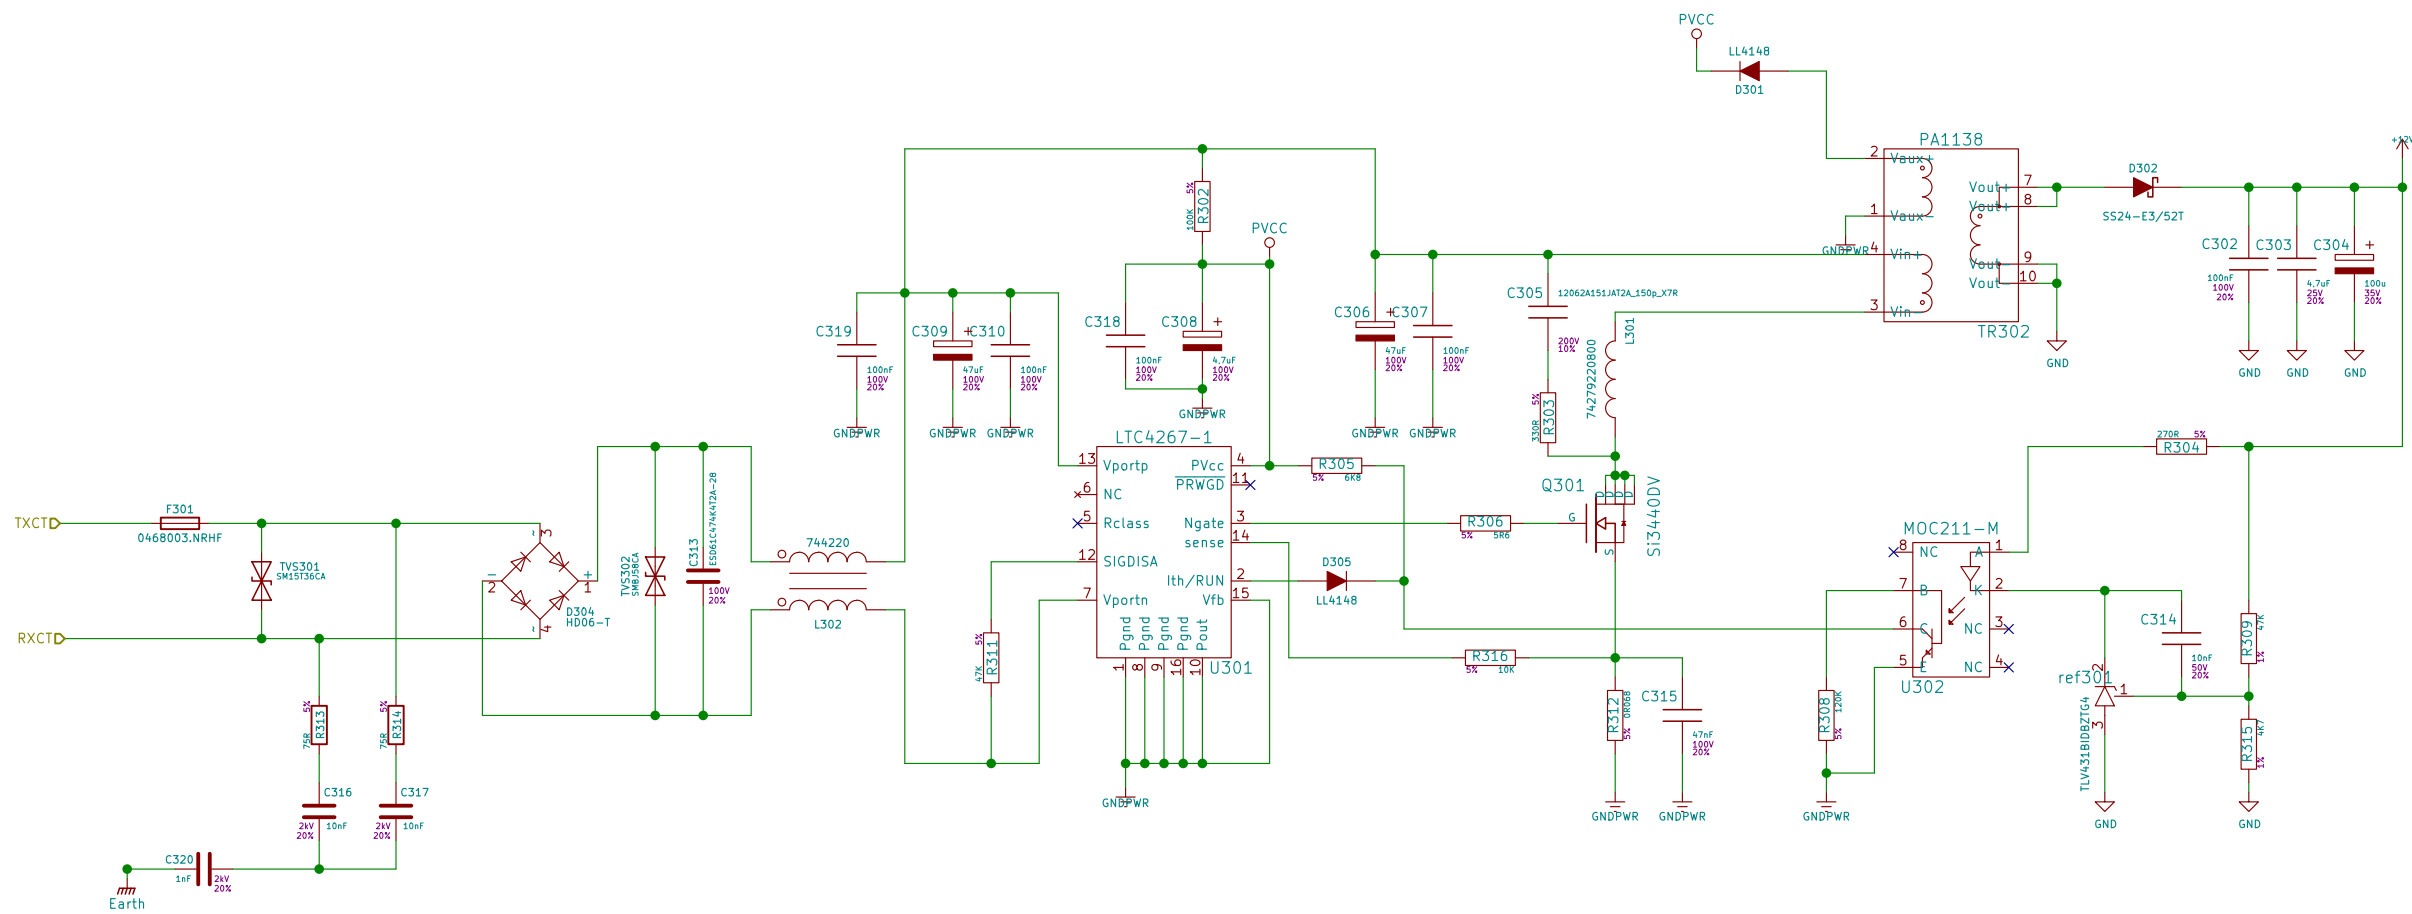 PVCC
LL4148
D301
PA1138
2 Vaux+
1 Vaux-
GNDPWR
4 Vin+
3 Vin-
Vout+ 7
Vout+ 8
Vout- 9
Vout- 10
TR302
GND
D302
SS24-E3/52T
+12V
C302
100nF
100V
20%
GND
C303
4,7uF
25V
20%
GND
C304
+
100u
35V
20%
GND
5%
R302
100K
PVCC
C319
100nF
100V
20%
GNDPWR
C309
+
47uF
100V
20%
GNDPWR
C310
100nF
100V
20%
GNDPWR
C318
100nF
100V
20%
C308
+
4,7uF
100V
20%
GNDPWR
C306
+
47uF
100V
20%
GNDPWR
C307
100nF
100V
20%
GNDPWR
C305
12062A151JAT2A_150p_X7R
200V
10%
5%
R303
330R
L301
74279220800
LTC4267-1
13 Vportp
6 NC
5 Rclass
12 SIGDISA
7 Vportn
PVcc 4
PRWGD 11
Ngate 3
sense 14
Ith/RUN 2
Vfb 15
Pgnd 1
Pgnd 8
Pgnd 9
Pgnd 16
Pout 10
U301
GNDPWR
R305
5%
6K8
R306
5%
5R6
D305
LL4148
R316
5%
10K
Q301
D
D
D
D
G
S
Si3440DV
R312
0R068
5%
GNDPWR
C315
47nF
100V
20%
GNDPWR
270R
5%
R304
MOC211-M
8 NC
7 B
6 C
5 E
A 1
K 2
NC 3
NC 4
U302
R308
120K
5%
GNDPWR
ref301
2
1
3
TLV431BIDBZTG4
GND
C314
10nF
50V
20%
R309
47K
1%
R315
4K7
1%
GND
TXCT
RXCT
F301
0468003.NRHF
TVS301
SM15T36CA
~
3
-
2
+
1
~
4
D304
HD06-T
TVS302
SMBJ58CA
C313
ESD61C474K4T2A-28
100V
20%
744220
L302
5%
R311
47K
5%
R313
75R
5%
R314
75R
C316
2kV
20%
10nF
C317
2kV
20%
10nF
C320
1nF
2kV
20%
Earth